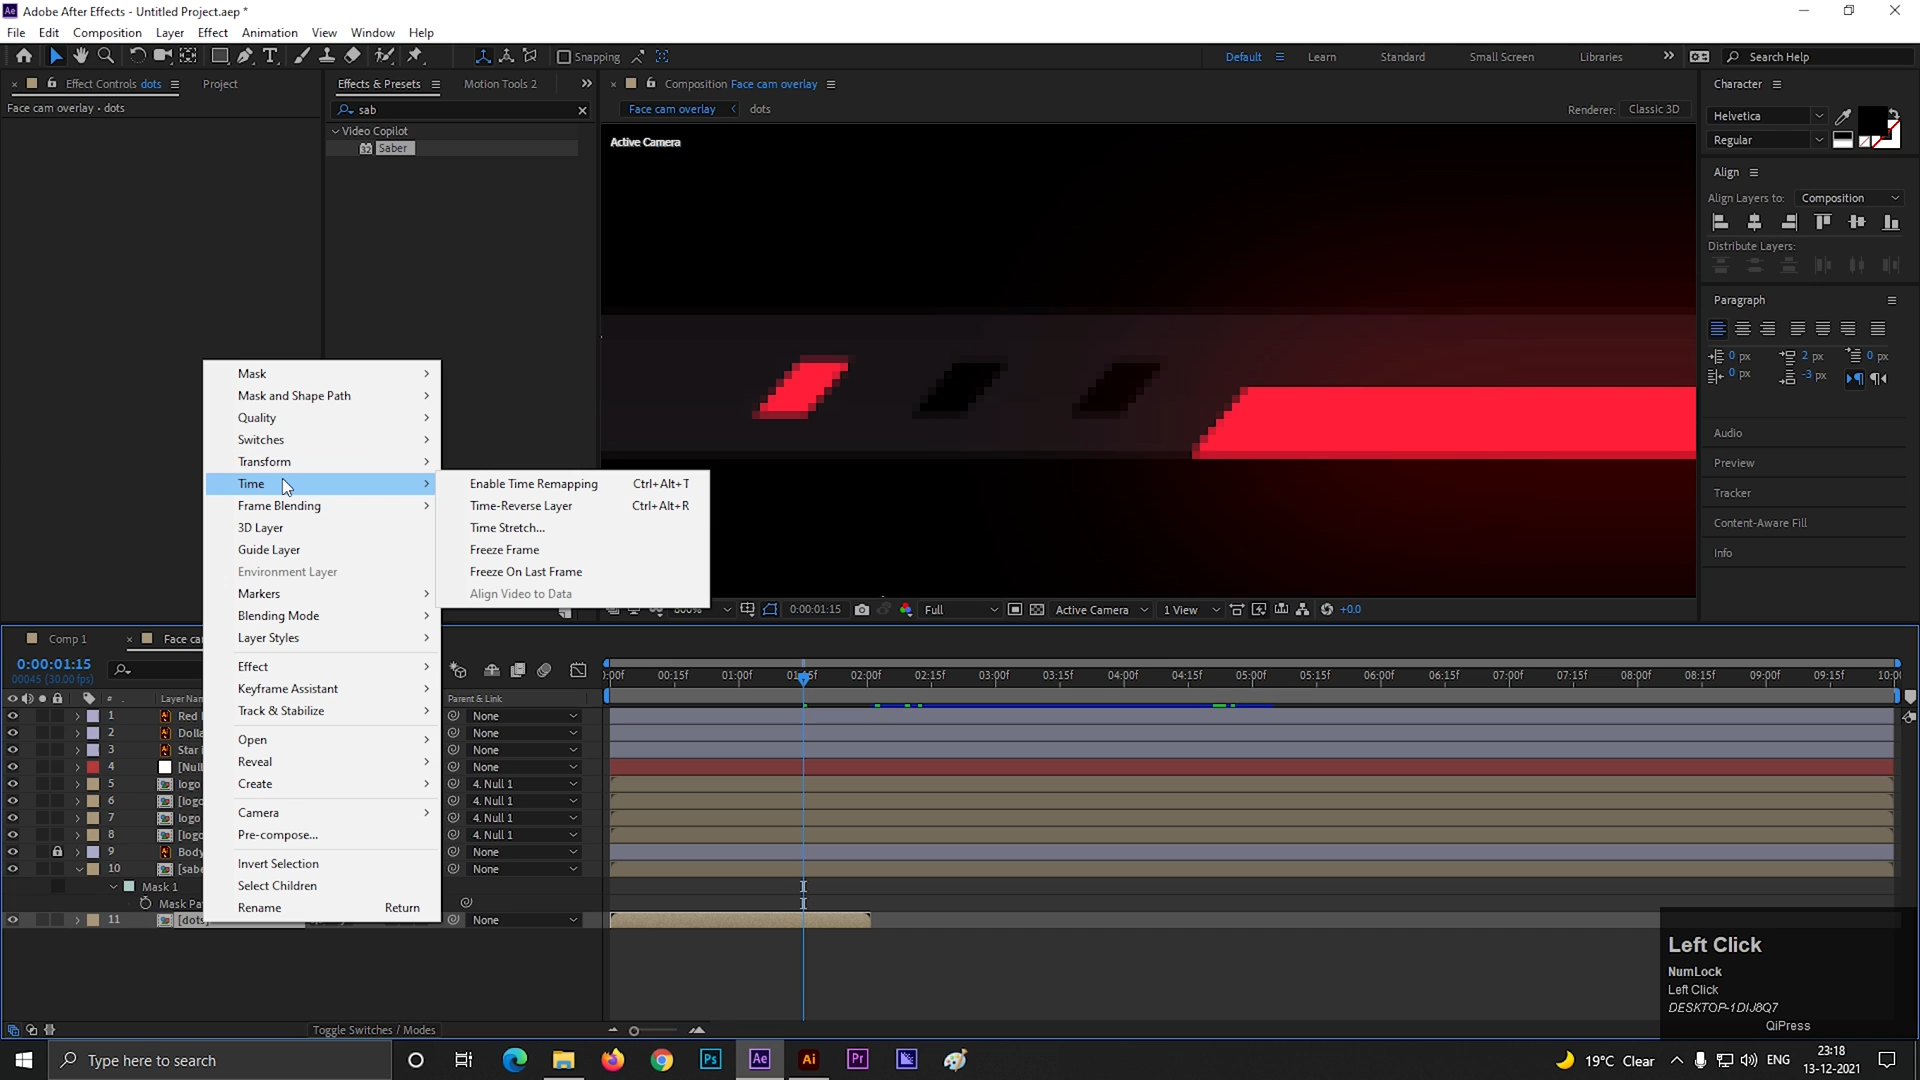 Adobe After Effects - Untitled Project.aep *
File Edit Composition Layer Effect Animation View Window Help
Snapping
Default Learn Standard Small Screen Libraries Search Help
Effect Controls dots Project
Face cam overlay • dots
Effects & Presets Motion Tools 2
sab
Video Copilot
32 Saber
Composition Face cam overlay
Face cam overlay dots
Renderer: Classic 3D
Active Camera
Character
Helvetica
Regular
Align
Align Layers to: Composition
Distribute Layers:
Paragraph
0 px 2 px 0 px
0 px -3 px
Audio
Preview
Tracker
Content-Aware Fill
Info
Mask
Mask and Shape Path
Quality
Switches
Transform
Time
Frame Blending
3D Layer
Guide Layer
Environment Layer
Markers
Blending Mode
Layer Styles
Effect
Keyframe Assistant
Track & Stabilize
Open
Reveal
Create
Camera
Pre-compose...
Invert Selection
Select Children
Rename Return
Enable Time Remapping Ctrl+Alt+T
Time-Reverse Layer Ctrl+Alt+R
Time Stretch...
Freeze Frame
Freeze On Last Frame
Align Video to Data
800% 0:00:01:15 Full Active Camera 1 View +0.0
Comp 1 Face ca
0:00:01:15
00045 (30.00 fps)
# Layer Nam Parent & Link
:00f 00:15f 01:00f 01:15f 02:00f 02:15f 03:00f 03:15f 04:00f 04:15f 05:00f 05:15f 06:00f 06:15f 07:00f 07:15f 08:00f 08:15f 09:00f 09:15f 10:00
1 Red None
2 Dolla None
3 Star None
4 [Null None
5 logo 4. Null 1
6 [logo 4. Null 1
7 logo 4. Null 1
8 [logo 4. Null 1
9 Body None
10 [sabe None
Mask 1
Mask Pa
11 [dots] None
Toggle Switches / Modes
Left Click
NumLock
Left Click
DESKTOP-1DIJ8Q7
QiPress
Type here to search
Ps Ae Ai Pr
19°C Clear ENG
23:18
13-12-2021